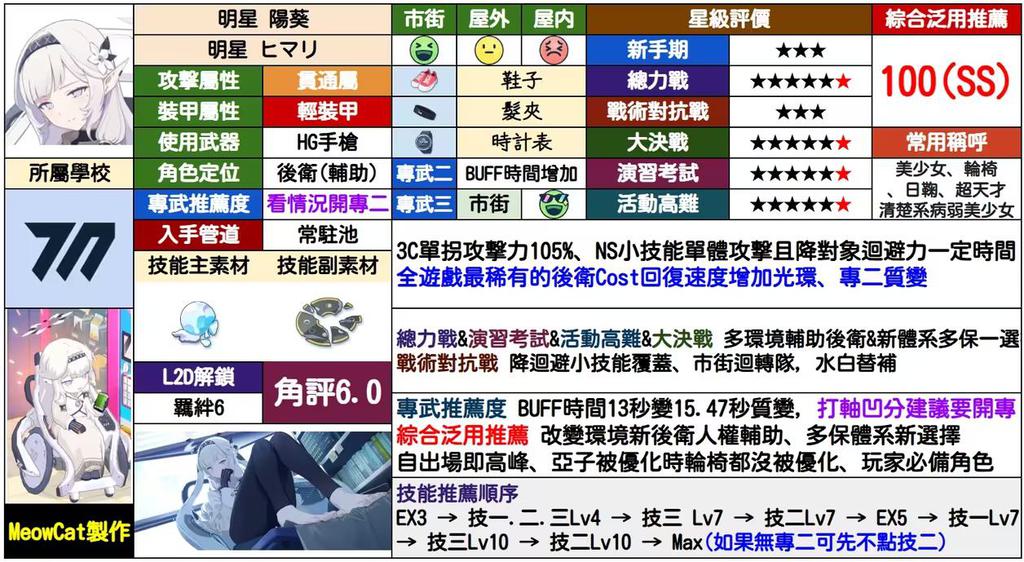 明星 陽葵
明星 ヒマリ
攻擊屬性 貫通屬
裝甲屬性 輕裝甲
使用武器 HG手槍
所屬學校
角色定位 後衛(輔助)
專武推薦度 看情況開專二
入手管道 常駐池
技能主素材 技能副素材
L2D解鎖
羈絆6
角評6.0
MeowCat製作
市街 屋外 屋內
鞋子
髮夾
時計表
專武二 BUFF時間增加
專武三 市街
星級評價
新手期 ★★★
總力戰 ★★★★★★
戰術對抗戰 ★★★
大決戰 ★★★★★★
演習考試 ★★★★★★
活動高難 ★★★★★★
綜合泛用推薦
100(SS)
常用稱呼
美少女、輪椅
、日鞠、超天才
清楚系病弱美少女
3C單拐攻擊力105%、NS小技能單體攻擊且降對象迴避力一定時間
全遊戲最稀有的後衛Cost回復速度增加光環、專二質變
總力戰&演習考試&活動高難&大決戰 多環境輔助後衛&新體系多保一選
戰術對抗戰 降迴避小技能覆蓋、市街迴轉隊, 水白替補
專武推薦度 BUFF時間13秒變15.47秒質變, 打軸凹分建議要開專
綜合泛用推薦 改變環境新後衛人權輔助、多保體系新選擇
自出場即高峰、亞子被優化時輪椅都沒被優化、玩家必備角色
技能推薦順序
EX3 → 技一.二.三Lv4 → 技三 Lv7 → 技二Lv7 → EX5 → 技一Lv7
→ 技三Lv10 → 技二Lv10 → Max(如果無專二可先不點技二)